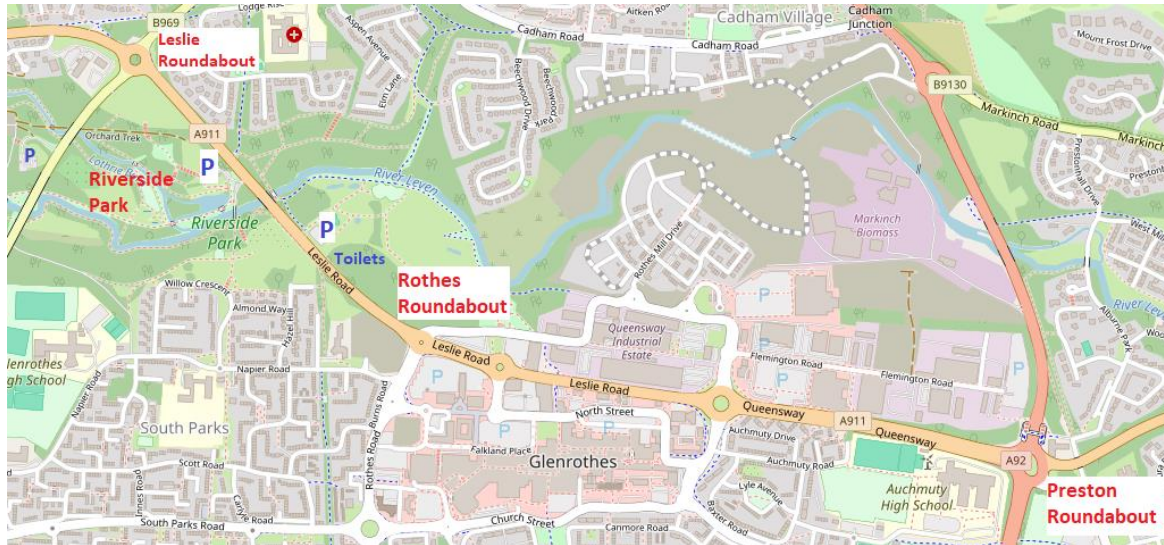 B969
Lodge Rise
Leslie
Roundabout
Aspen Avenue
Elm Lane
Aitken Road
Cadham Road
Cadham Village
Cadham
Junction
Cadham Road
Mount Frost Drive
B9130
Markinch Road
Markinch
Beechwood Drive
Beechwood
Park
Orchard Trek
A911
P
P
Riverside
Park
Riverside
Park
River Leven
P
Toilets
Leslie Road
Rothes
Roundabout
Rothes Mill Drive
Markinch
Biomass
Prestonhall Drive
West Mill
River Leven
Alburne Park
Willow Crescent
Almond Way
Hazel Hill
Glenrothes
High School
Napier Road
Napier Road
Burns Road
Leslie Road
Queensway
Industrial
Estate
P
Flemington Road
Flemington Road
P
P
Leslie Road
Queensway
A911
Queensway
South Parks
North Street
P
P
Falkland Place
Glenrothes
Auchmuty Drive
Auchmuty Road
Lyle Avenue
Baxter Road
Auchmuty
High School
A92
Preston
Roundabout
Scott Road
Innes Road
Carlyle Road
Rothes Road
South Parks Road
Church Street
Canmore Road